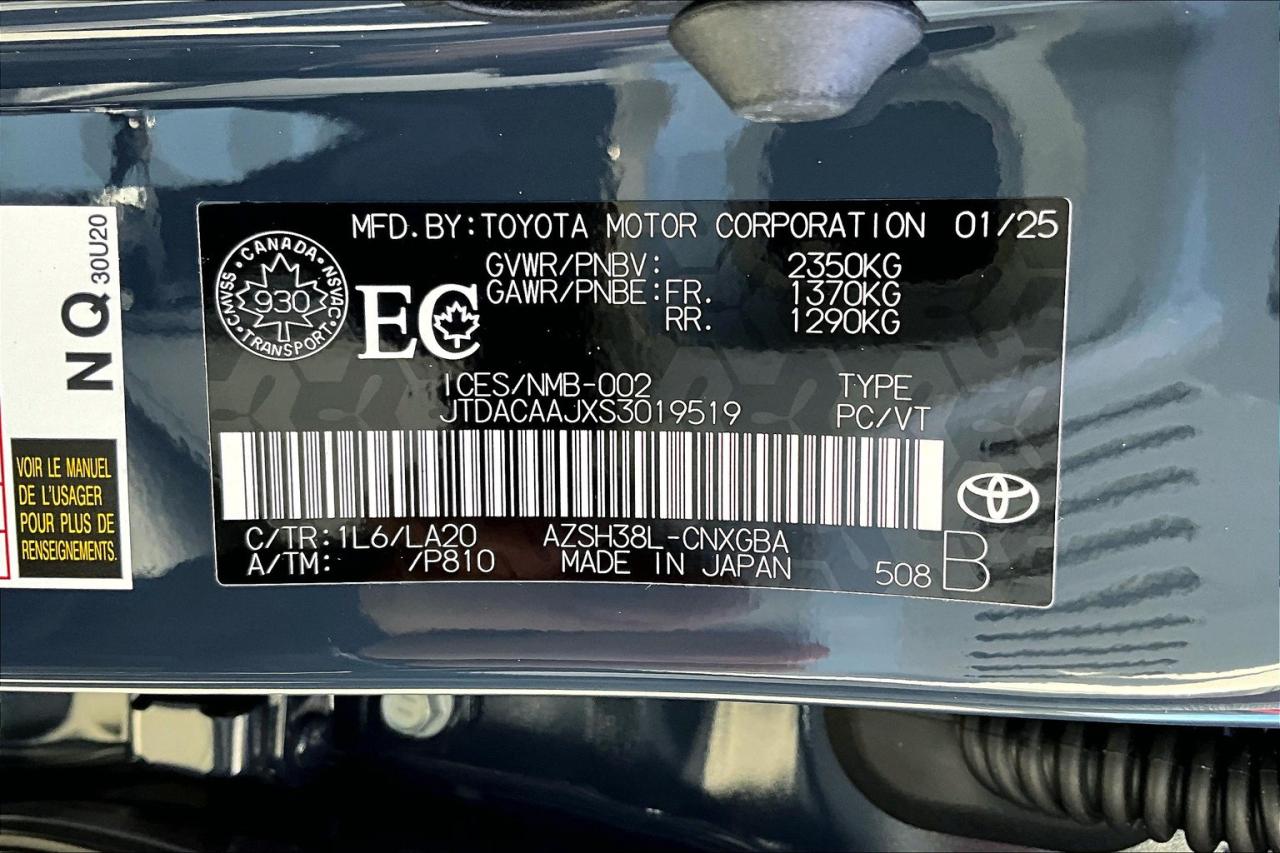 NQ 30U20
VOIR LE MANUEL
DE L'USAGER
POUR PLUS DE
RENSEIGNEMENTS.
MFD.BY:TOYOTA MOTOR CORPORATION 01/25
GVWR/PNBV: 2350KG
GAWR/PNBE:FR. 1370KG
RR. 1290KG
CANADA
CMVSS 930 NSVAC
TRANSPORT
EC
ICES/NMB-002 TYPE
JTDACAAJXS3019519 PC/VT
C/TR:1L6/LA20 AZSH38L-CNXGBA
A/TM: /P810 MADE IN JAPAN 508 B